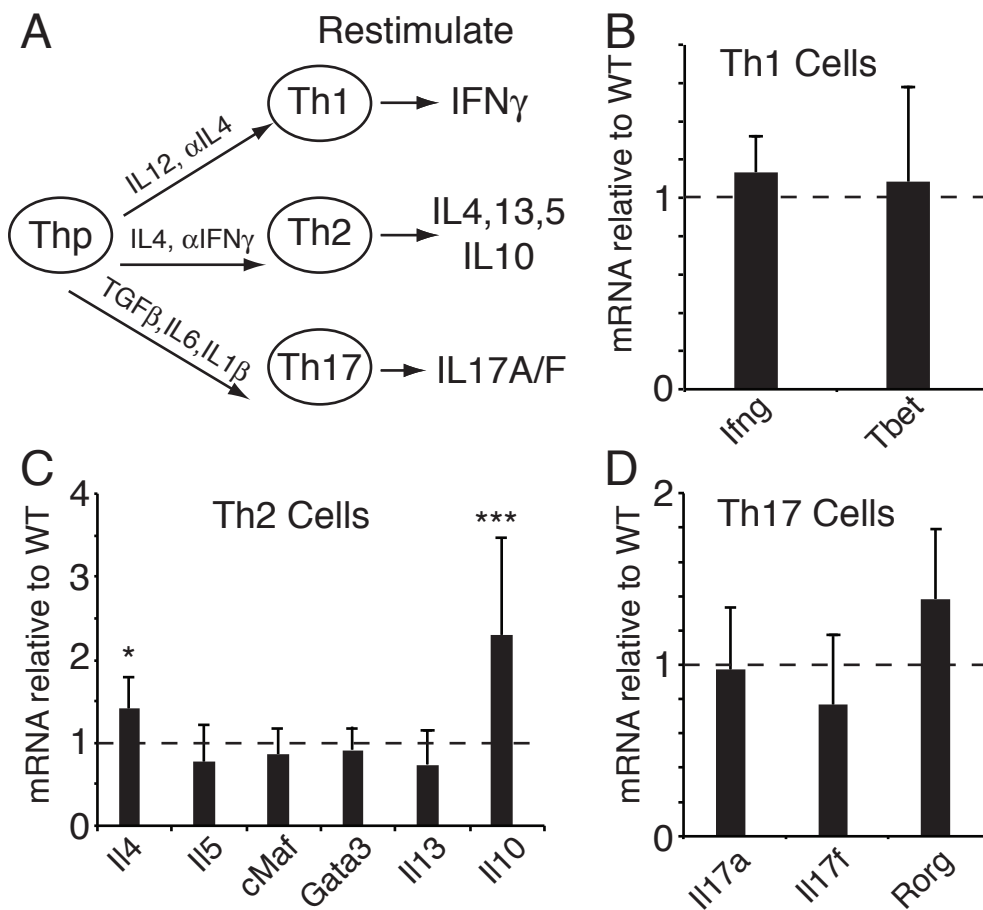 A
Restimulate
Thp
IL12, αIL4
Th1
IFNγ
IL4, αIFNγ
Th2
IL4,13,5
IL10
TGFβ,IL6,IL1β
Th17
IL17A/F
B
Th1 Cells
mRNA relative to WT
1
0
Ifng
Tbet
C
Th2 Cells
mRNA relative to WT
4
3
2
1
0
*
***
Il4
Il5
cMaf
Gata3
Il13
Il10
D
Th17 Cells
mRNA relative to WT
2
1
0
Il17a
Il17f
Rorg